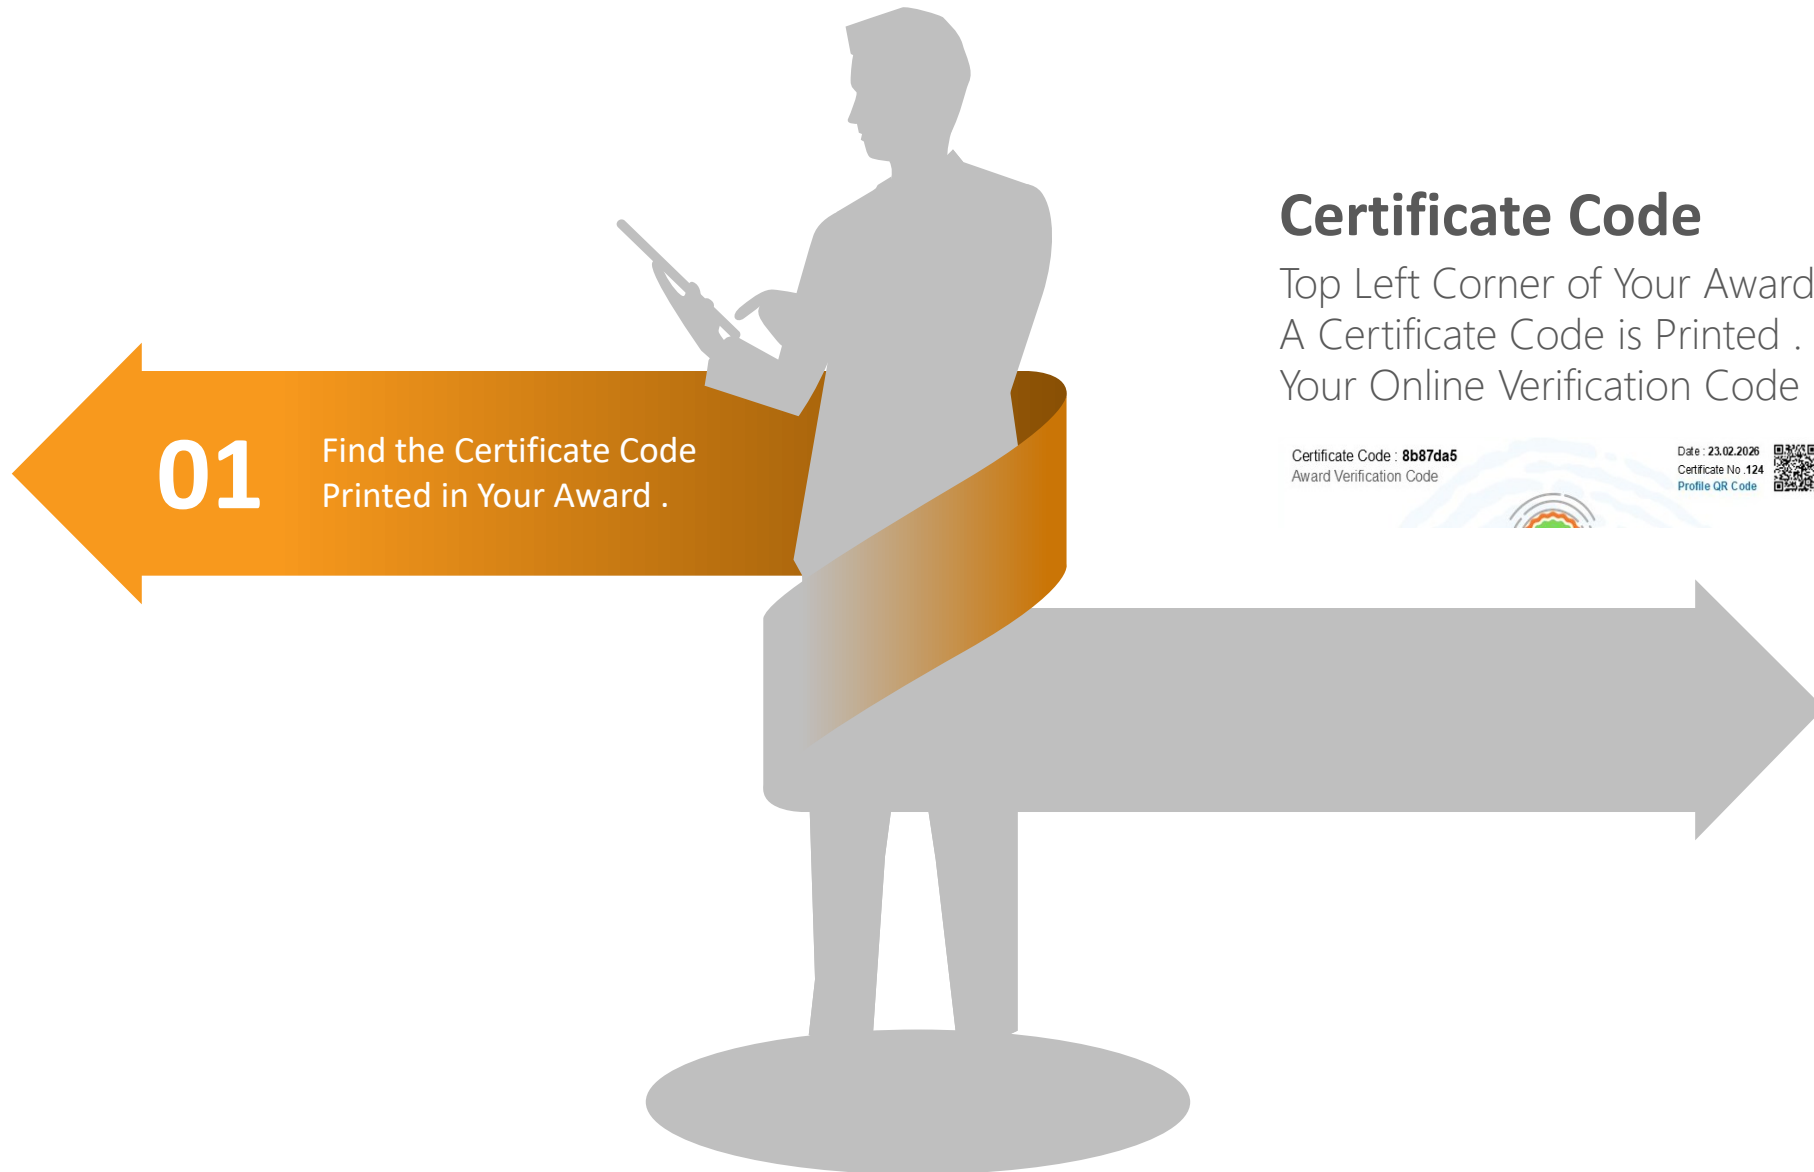 01
Find the Certificate Code
Printed in Your Award .
Certificate Code
Top Left Corner of Your Award
A Certificate Code is Printed .
Your Online Verification Code
Certificate Code : 8b87da5
Award Verification Code
Date : 23.02.2026
Certificate No .124
Profile QR Code